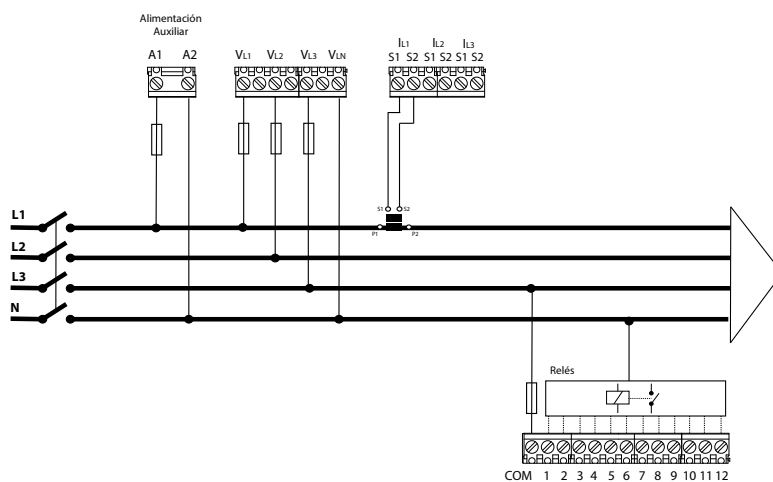 Alimentación
Auxiliar
A1 A2
VL1 VL2 VL3 VLN
IL1 IL2 IL3
S1 S2 S1 S2 S1 S2
S1 S2
L1
P1 P2
L2
L3
N
Relés
COM 1 2 3 4 5 6 7 8 9 10 11 12